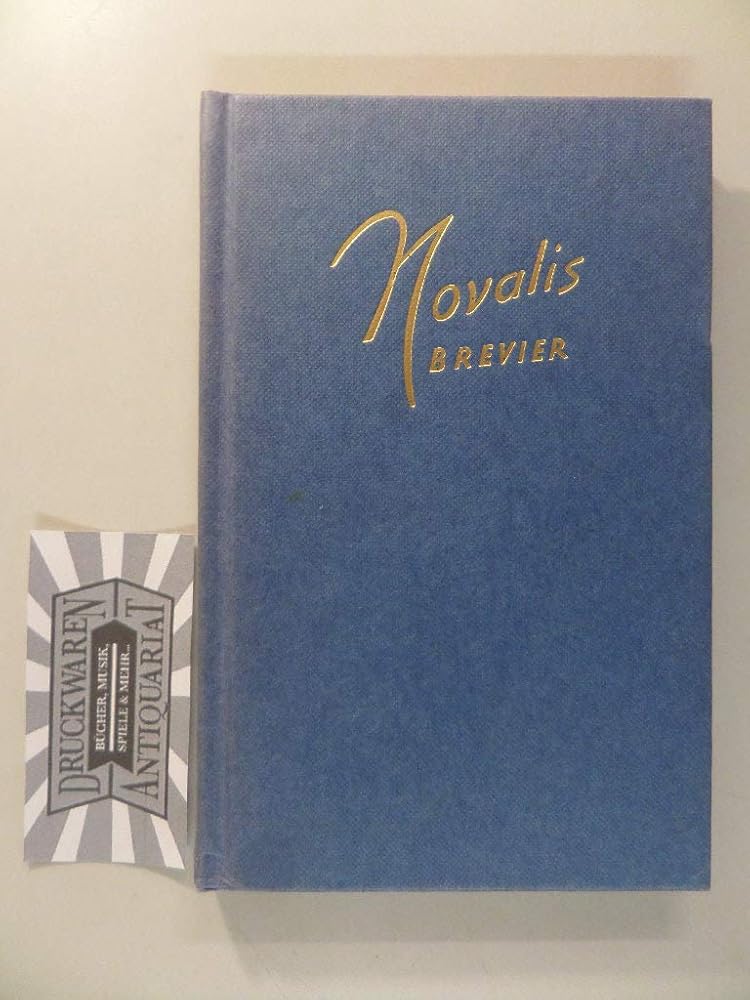 Novalis
BREVIER
DRUCKWAREN
BÜCHER, MUSIK,
SPIELE & MEHR...
ANTIQUARIAT